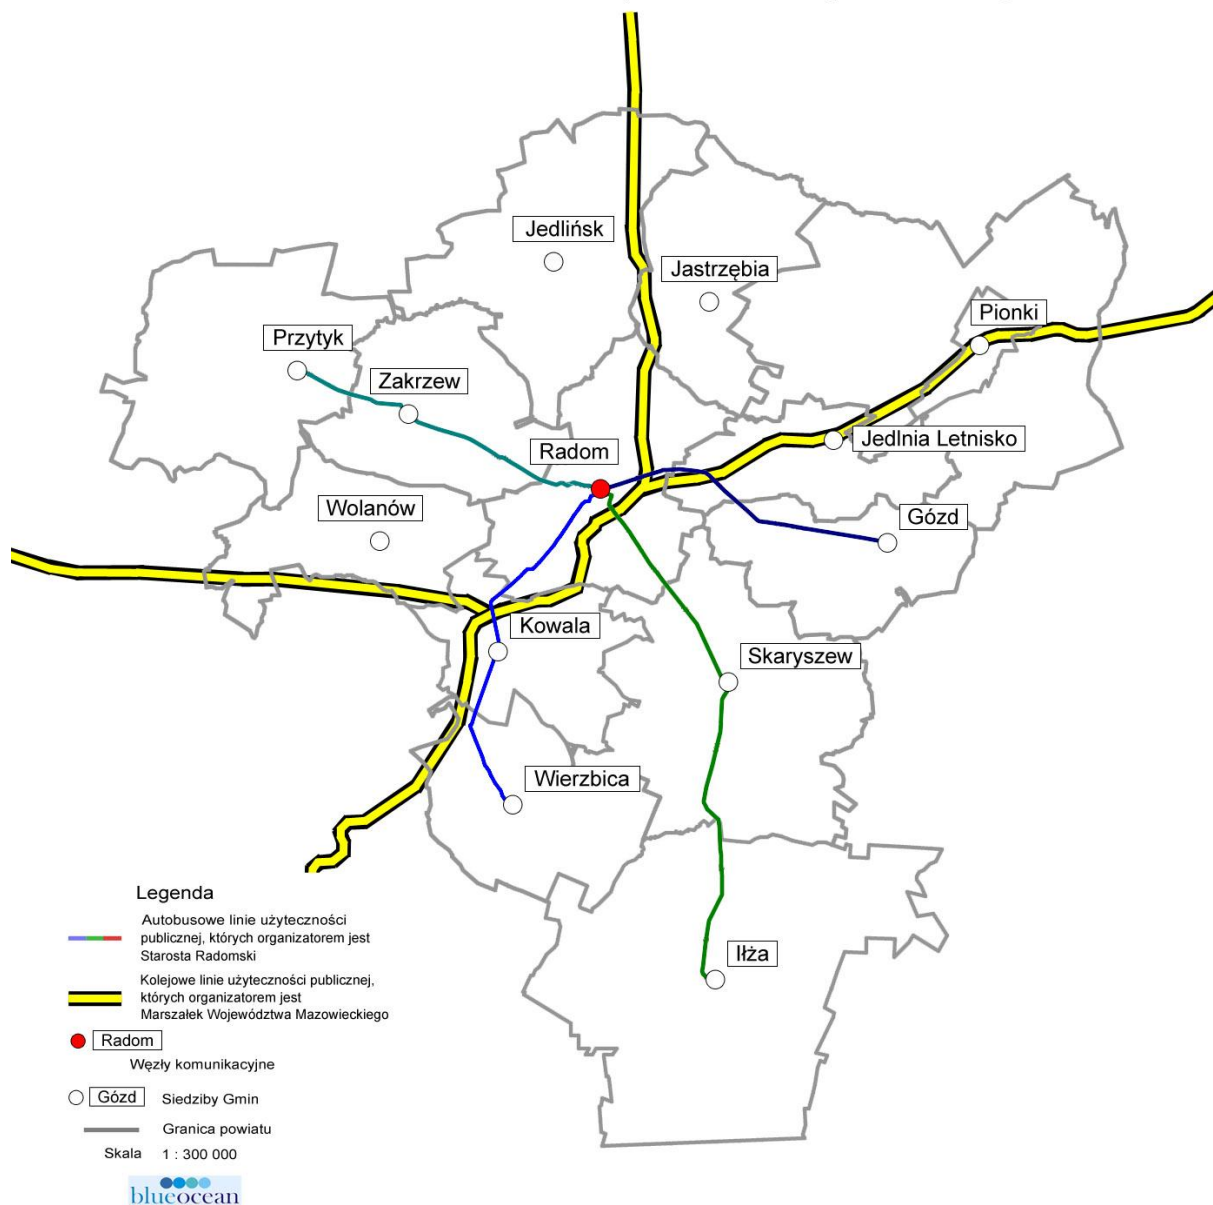 Jedlińsk
Jastrzębia
Pionki
Przytyk
Zakrzew
Jedlnia Letnisko
Radom
Wolanów
Gózd
Kowala
Skaryszew
Wierzbica
Iłża
Legenda
Autobusowe linie użyteczności
publicznej, których organizatorem jest
Starosta Radomski
Kolejowe linie użyteczności publicznej,
których organizatorem jest
Marszałek Województwa Mazowieckiego
Radom
Węzły komunikacyjne
Gózd Siedziby Gmin
Granica powiatu
Skala 1 : 300 000
blueocean